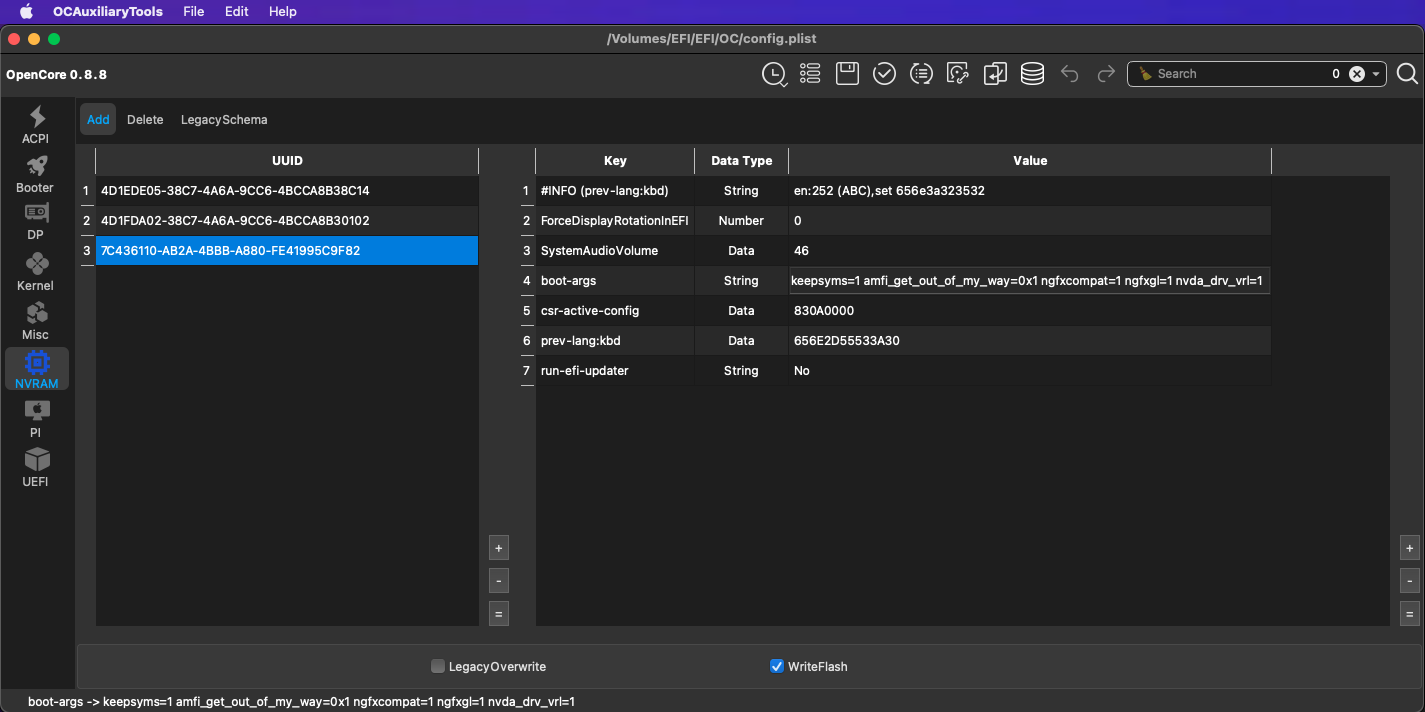 OCAuxiliaryTools File Edit Help
/Volumes/EFI/EFI/OC/config.plist
OpenCore 0.8.8
Search 0
ACPI
Booter
DP
Kernel
Misc
NVRAM
PI
UEFI
Add Delete LegacySchema
UUID
1 4D1EDE05-38C7-4A6A-9CC6-4BCCA8B38C14
2 4D1FDA02-38C7-4A6A-9CC6-4BCCA8B30102
3 7C436110-AB2A-4BBB-A880-FE41995C9F82
+
-
=
Key Data Type Value
1 #INFO (prev-lang:kbd) String en:252 (ABC),set 656e3a323532
2 ForceDisplayRotationInEFI Number 0
3 SystemAudioVolume Data 46
4 boot-args String keepsyms=1 amfi_get_out_of_my_way=0x1 ngfxcompat=1 ngfxgl=1 nvda_drv_vrl=1
5 csr-active-config Data 830A0000
6 prev-lang:kbd Data 656E2D55533A30
7 run-efi-updater String No
+
-
=
LegacyOverwrite WriteFlash
boot-args -> keepsyms=1 amfi_get_out_of_my_way=0x1 ngfxcompat=1 ngfxgl=1 nvda_drv_vrl=1